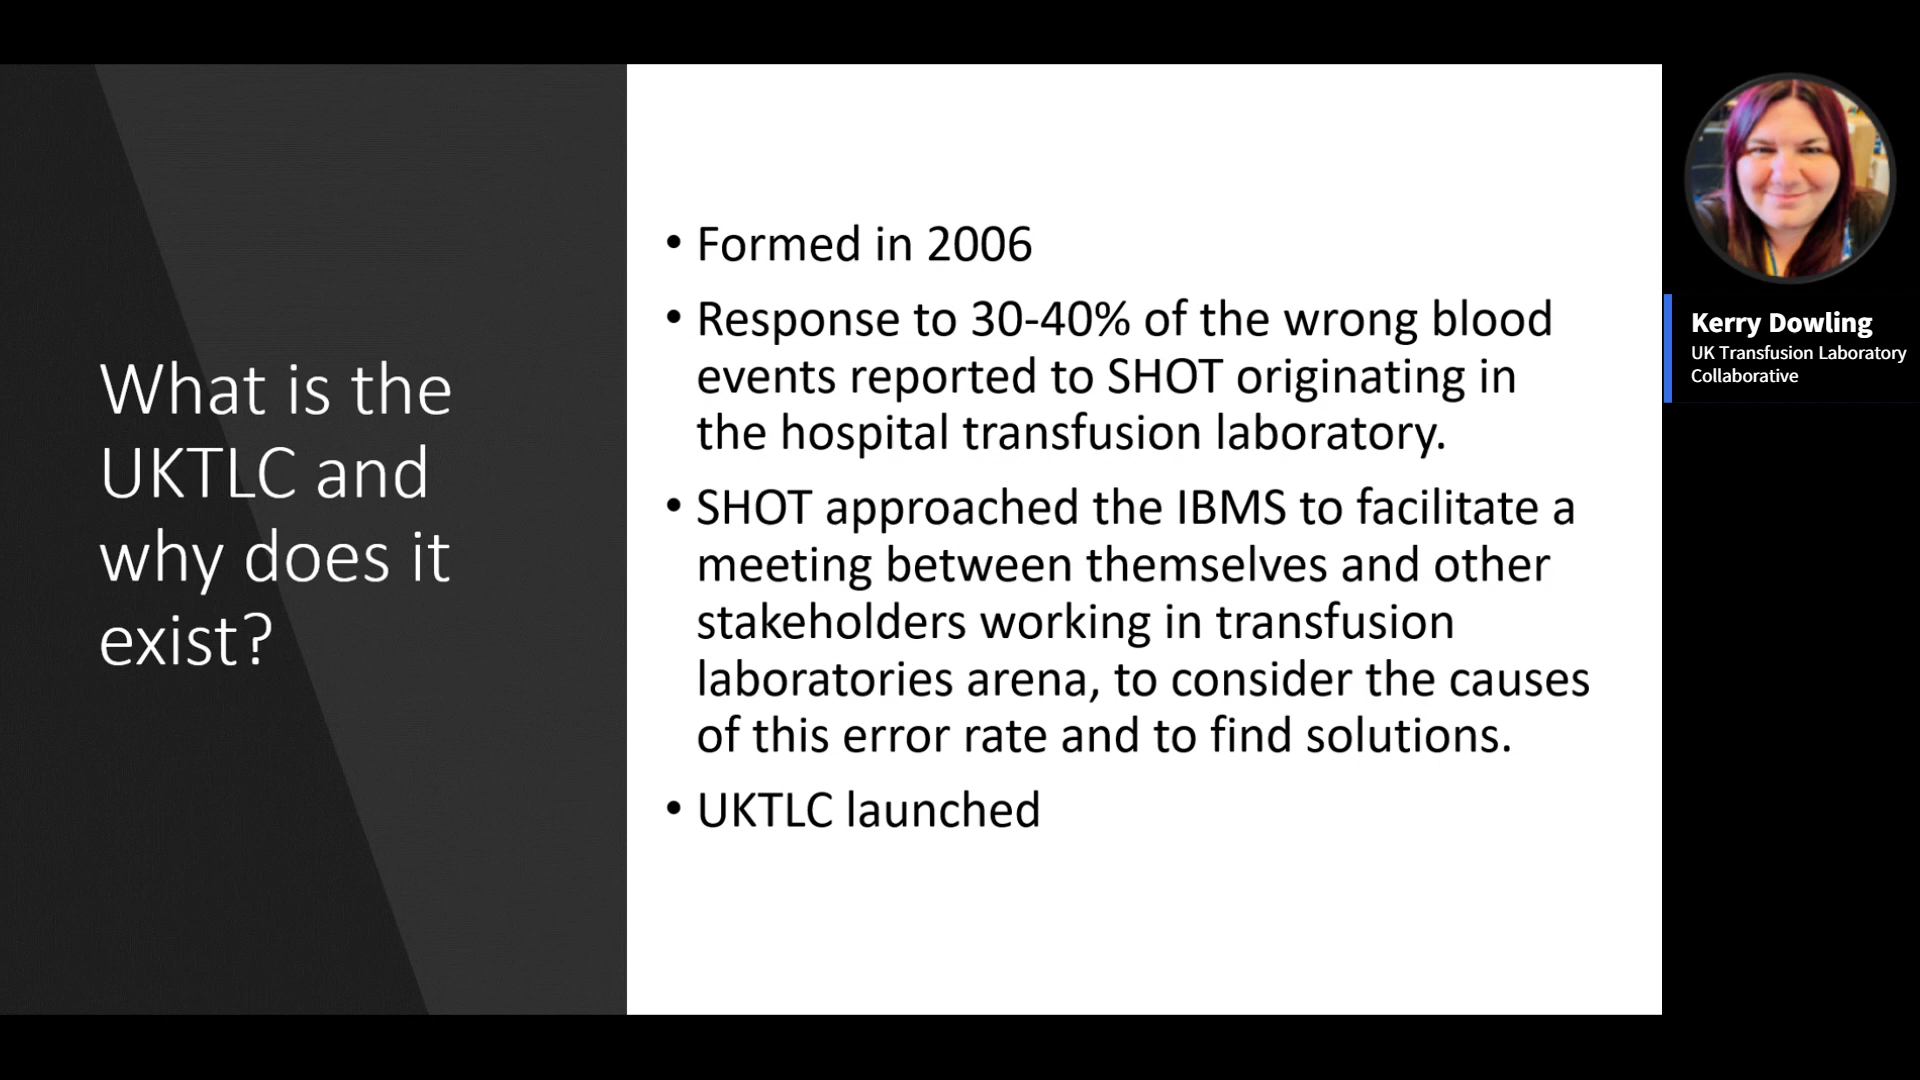 What is the
UKTLC and
why does it
exist?
• Formed in 2006
• Response to 30-40% of the wrong blood
events reported to SHOT originating in
the hospital transfusion laboratory.
• SHOT approached the IBMS to facilitate a
meeting between themselves and other
stakeholders working in transfusion
laboratories arena, to consider the causes
of this error rate and to find solutions.
• UKTLC launched
Kerry Dowling
UK Transfusion Laboratory
Collaborative